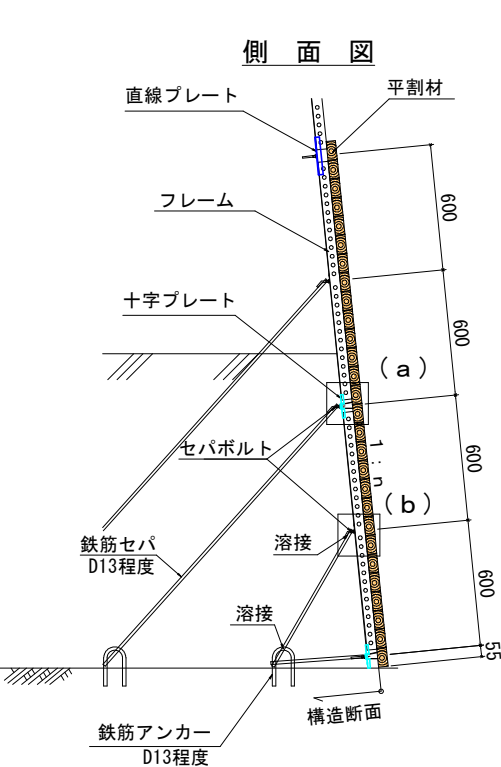 側 面 図
直線プレート
平割材
600
フレーム
十字プレート
600
(a)
セパボルト
1:n
600
(b)
鉄筋セパ
D13程度
溶接
600
溶接
55
構造断面
鉄筋アンカー
D13程度